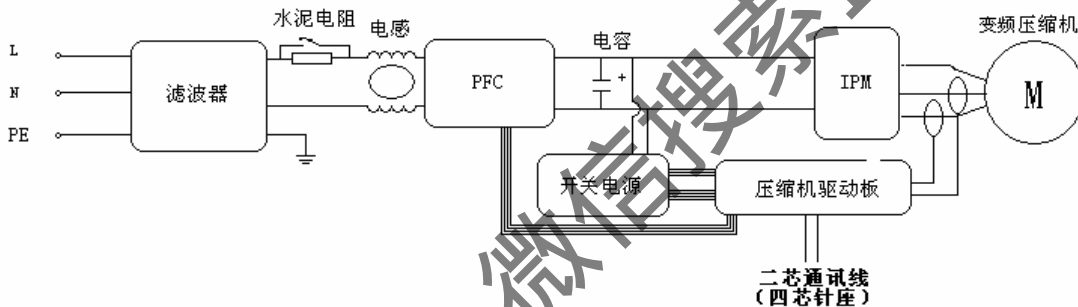 水泥电阻
电感
电容
变频压缩机
L
N
PE
滤波器
PFC
+
IPM
M
开关电源
压缩机驱动板
二芯通讯线
(四芯针座)
微信搜索